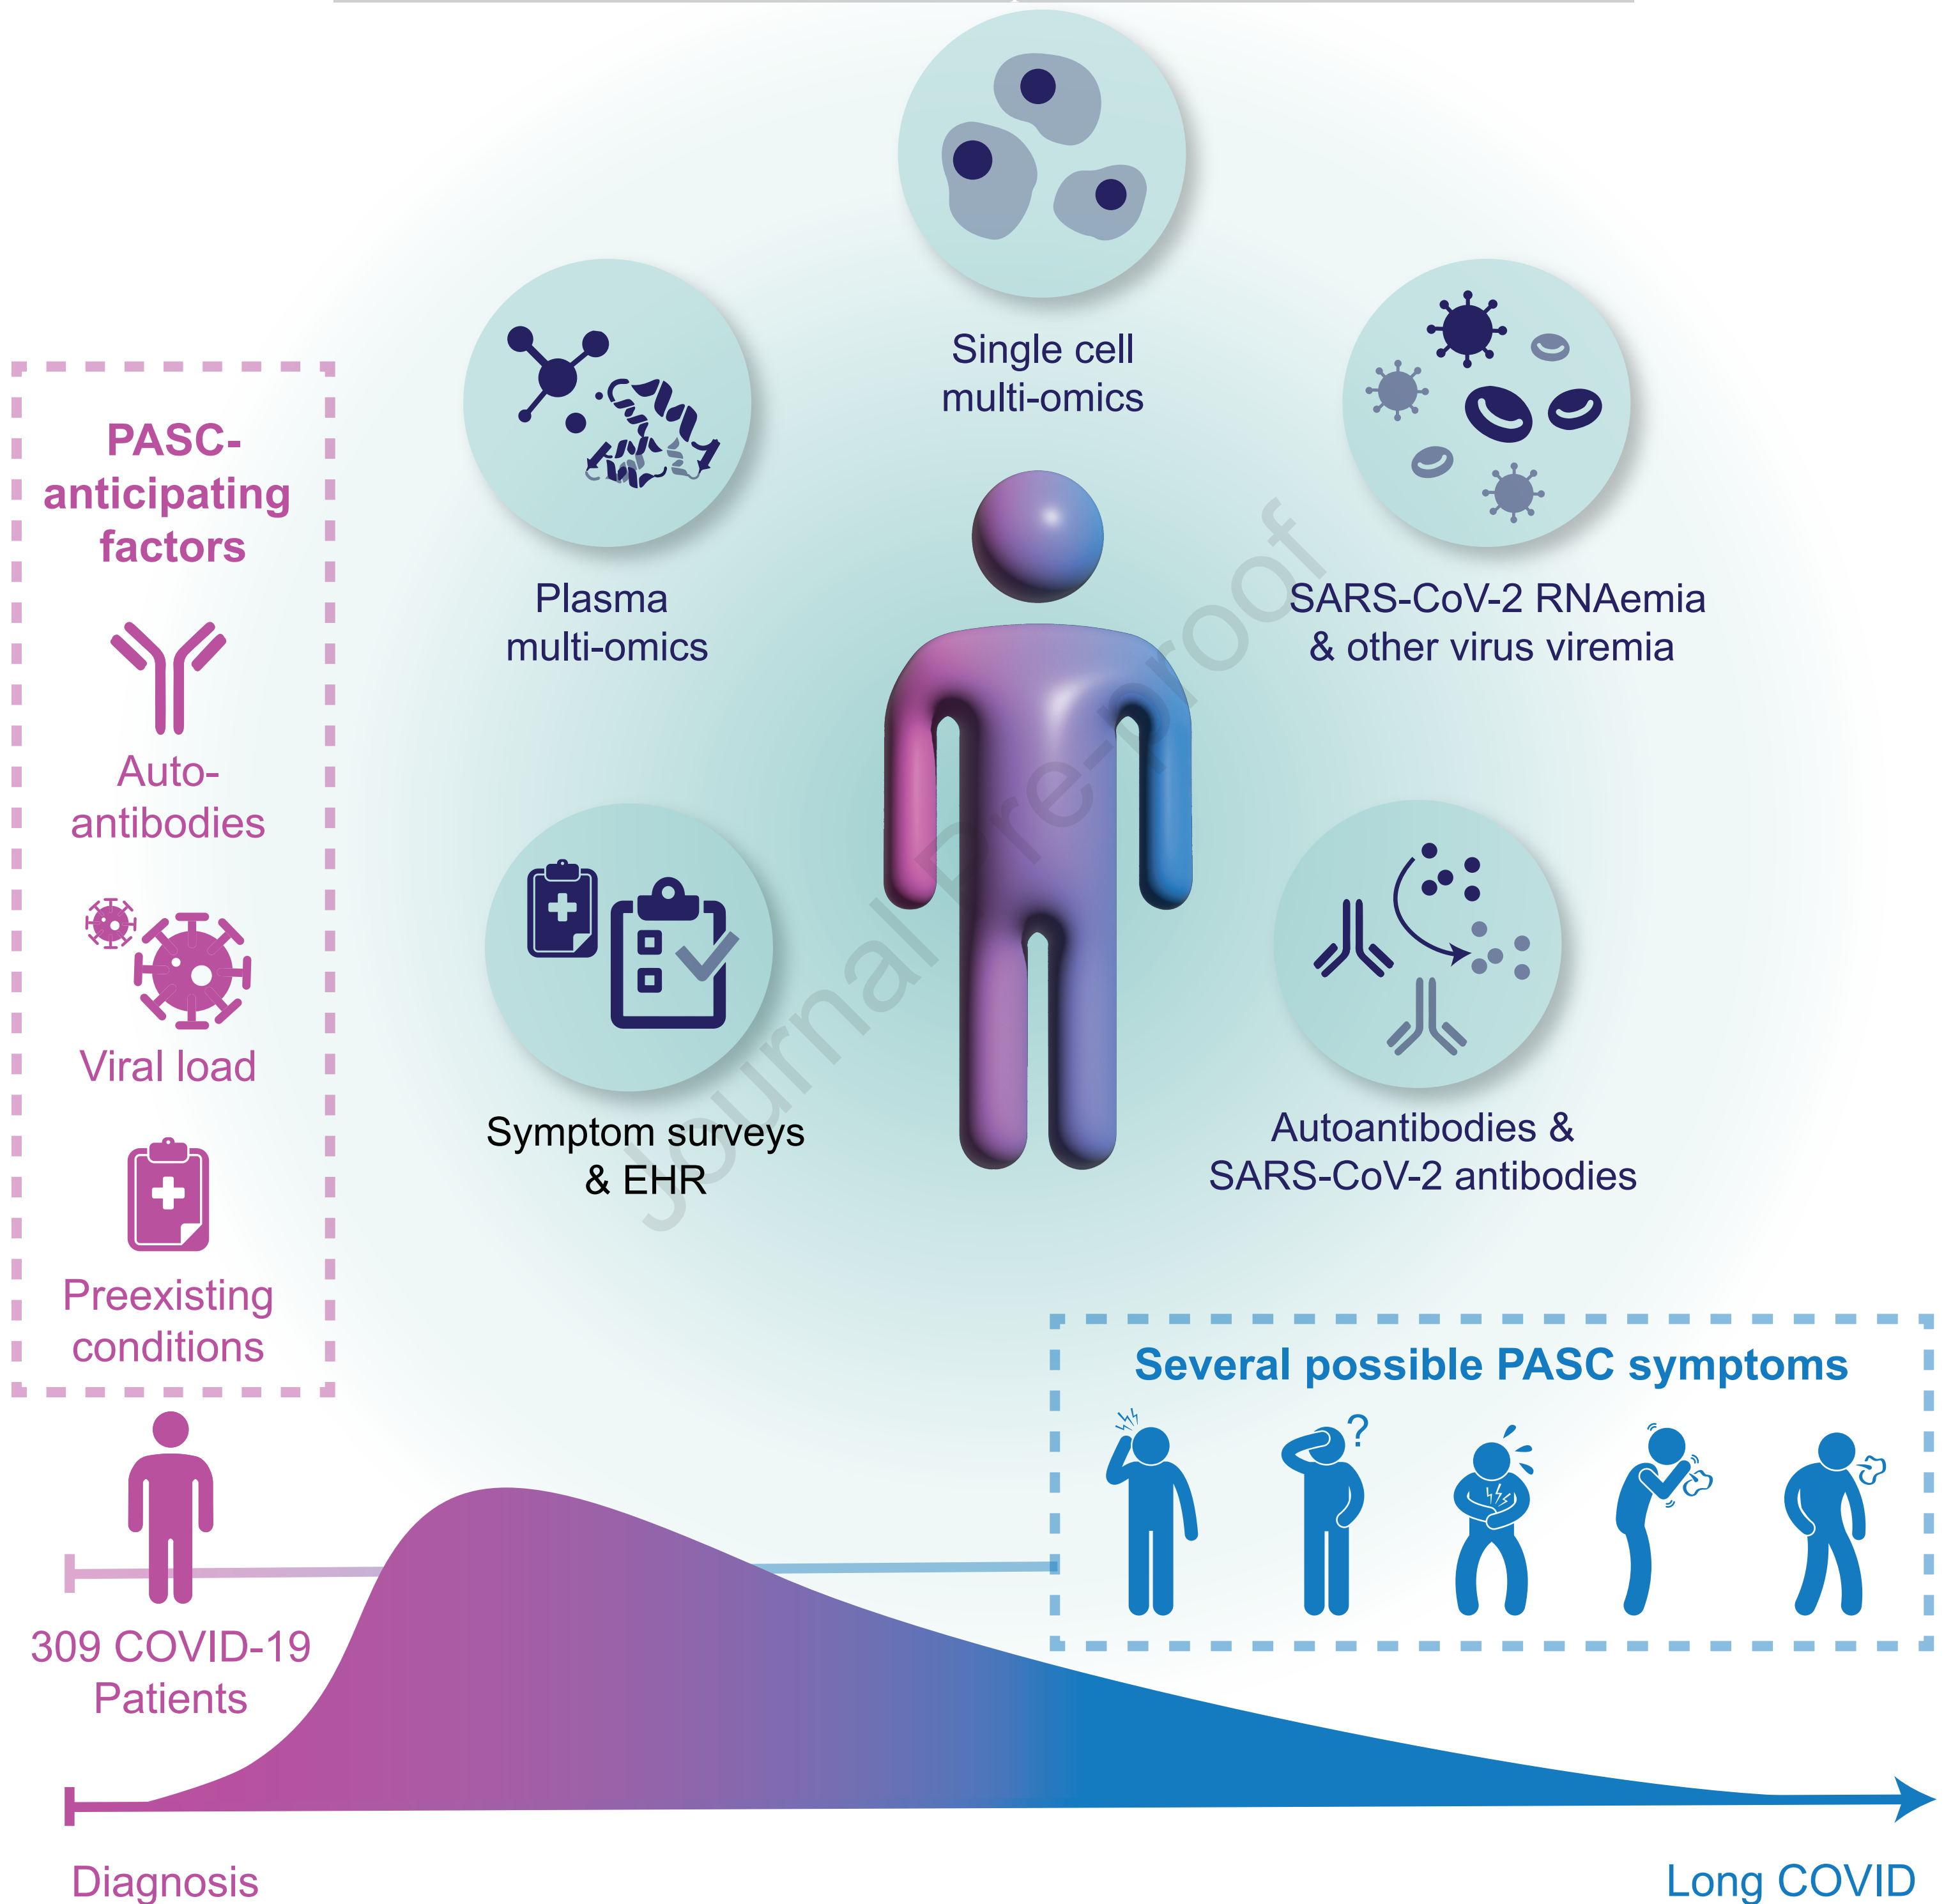 Single cell
multi-omics
Plasma
multi-omics
SARS-CoV-2 RNAemia
& other virus viremia
PASC-
anticipating
factors
Auto-
antibodies
Viral load
Preexisting
conditions
Symptom surveys
& EHR
Autoantibodies &
SARS-CoV-2 antibodies
Journal Pre-proof
Several possible PASC symptoms
?
309 COVID-19
Patients
Diagnosis
Long COVID